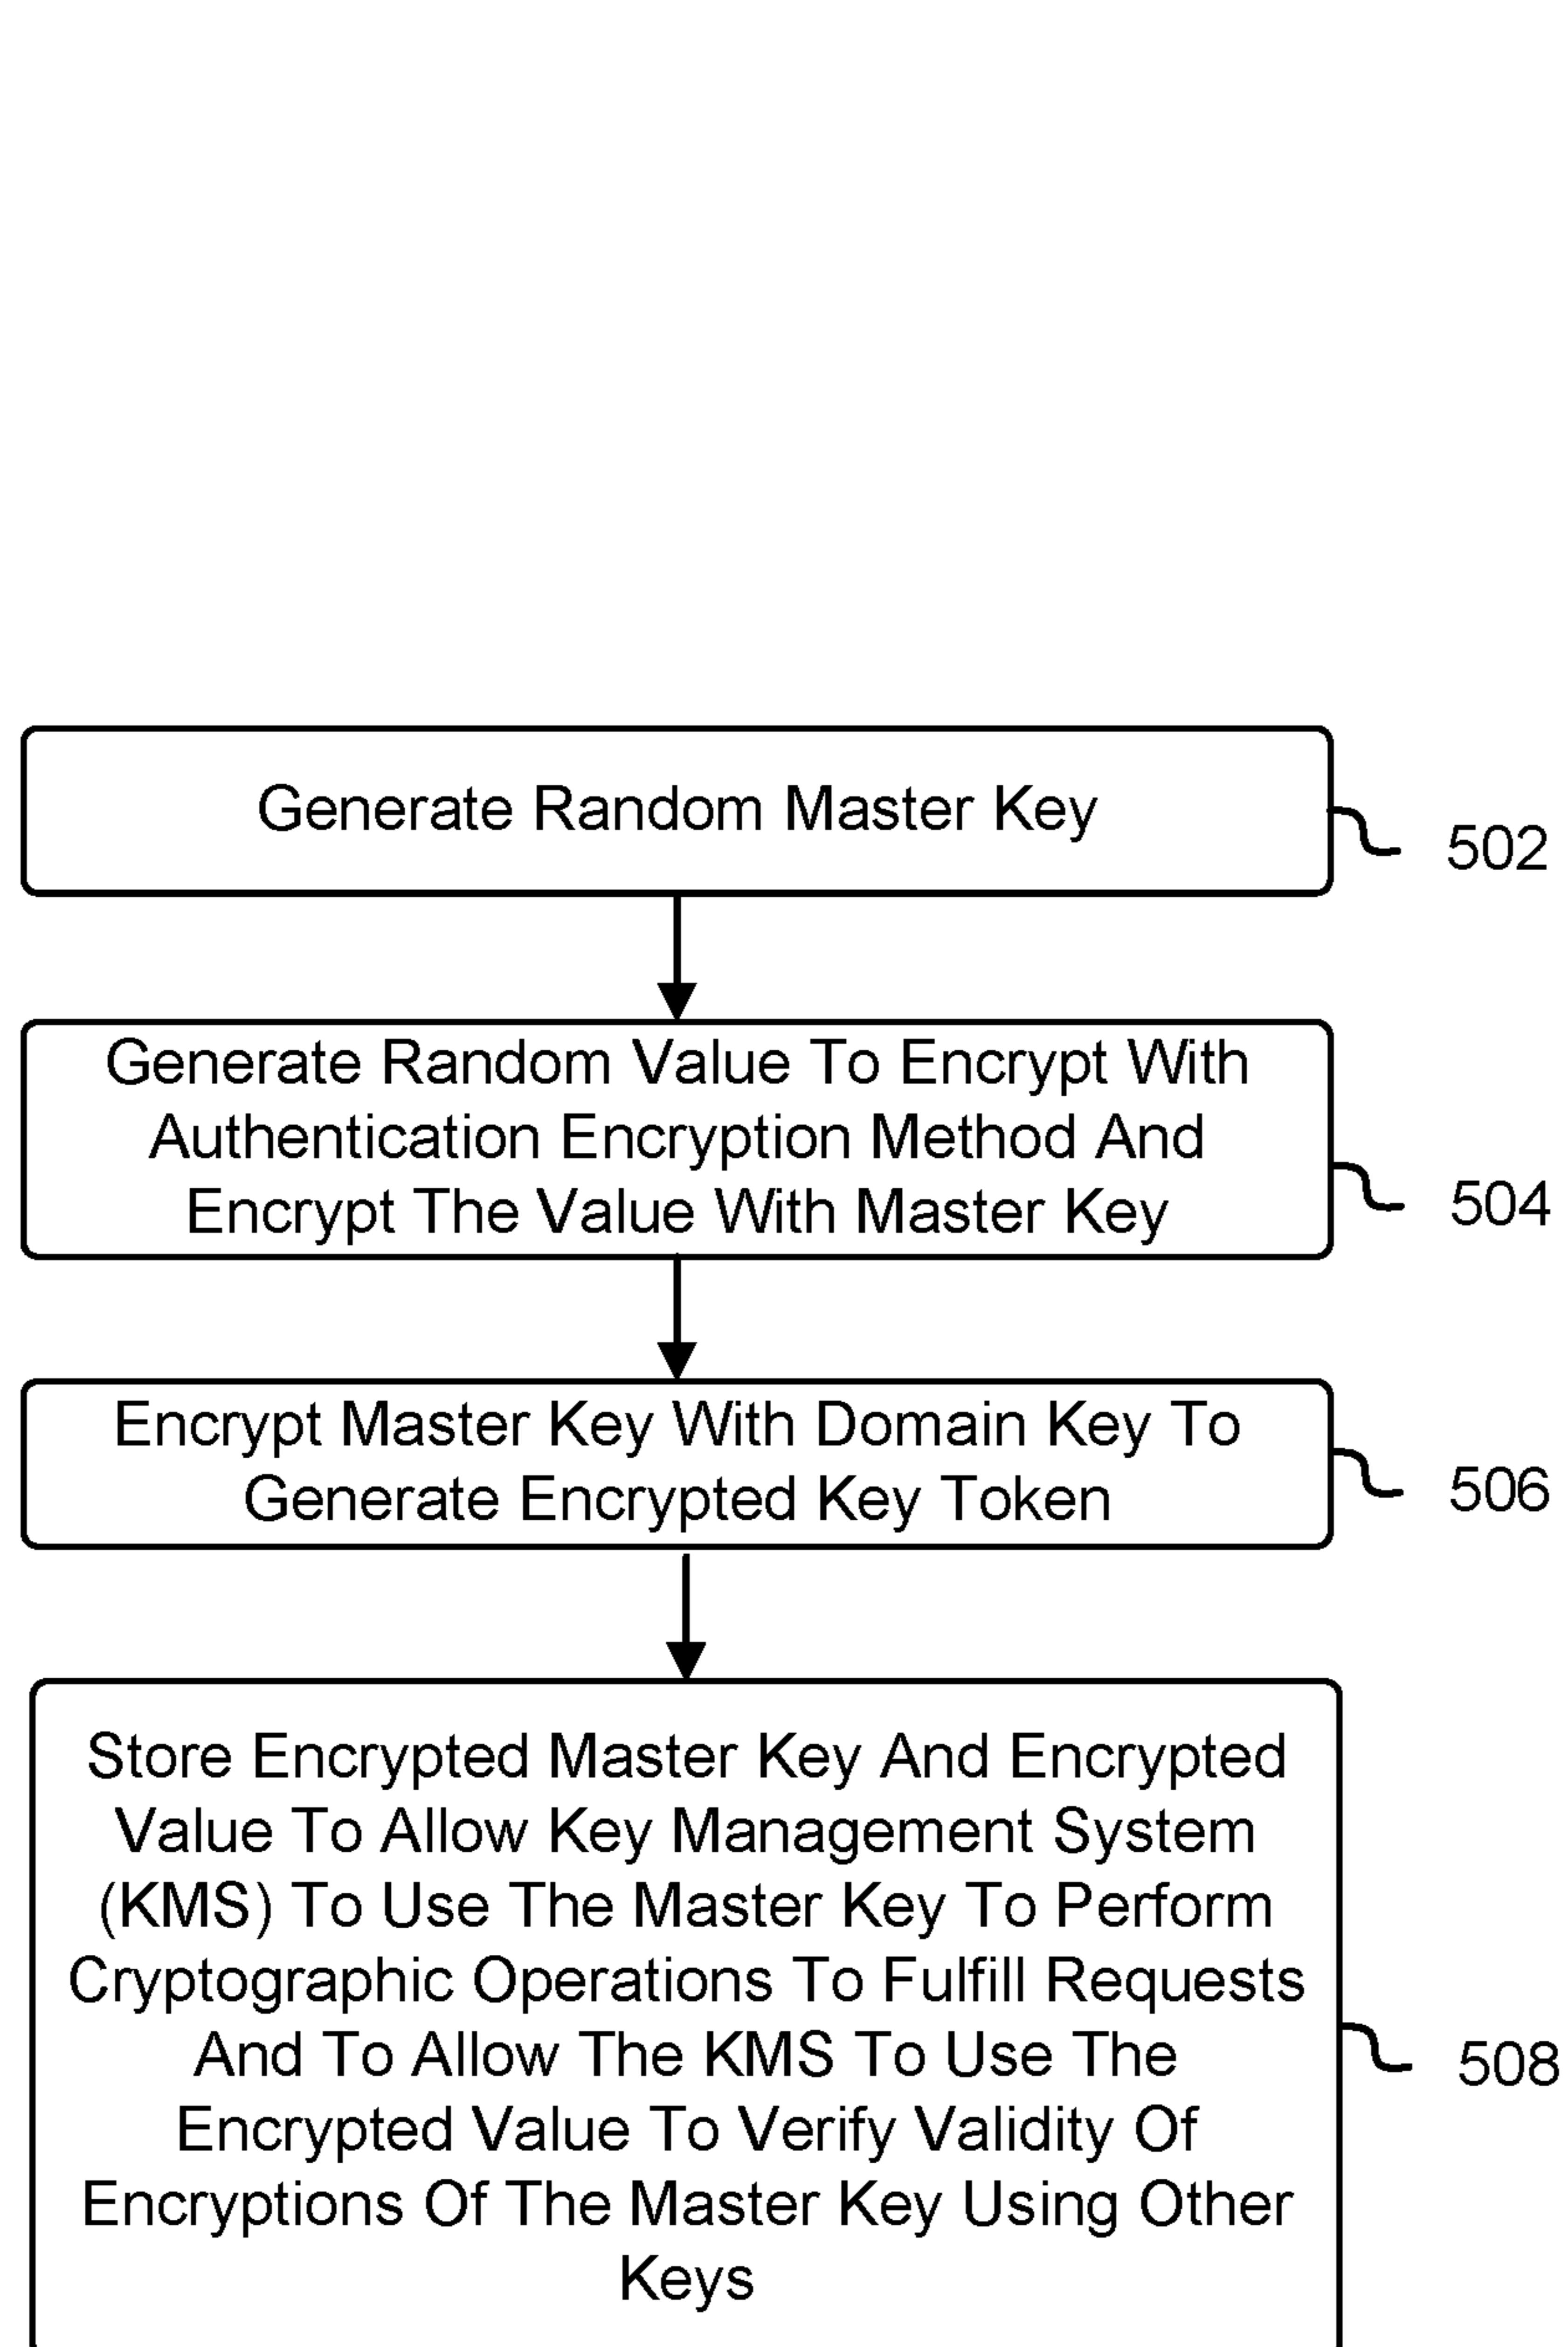 Generate Random Master Key
502
Generate Random Value To Encrypt With
Authentication Encryption Method And
Encrypt The Value With Master Key
504
Encrypt Master Key With Domain Key To
Generate Encrypted Key Token
506
Store Encrypted Master Key And Encrypted
Value To Allow Key Management System
(KMS) To Use The Master Key To Perform
Cryptographic Operations To Fulfill Requests
And To Allow The KMS To Use The
Encrypted Value To Verify Validity Of
Encryptions Of The Master Key Using Other
Keys
508